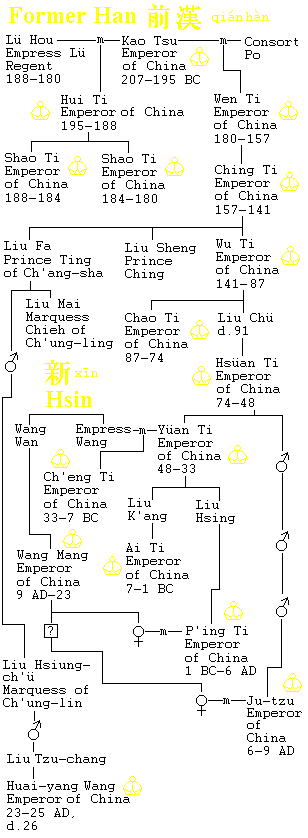 Former Han 前漢 qiánhàn
Lü Hou
Empress Lü
Regent
188-180
m
Kao Tsu
Emperor
of China
207-195 BC
m
Consort
Po
Hui Ti
Emperor of China
195-188
Wen Ti
Emperor
of China
180-157
Shao Ti
Emperor
of China
188-184
Shao Ti
Emperor
of China
184-180
Ching Ti
Emperor
of China
157-141
Liu Fa
Prince Ting
of Ch'ang-sha
Liu Sheng
Prince
Ching
Wu Ti
Emperor
of China
141-87
Liu Mai
Marquess
Chieh of
Ch'ung-ling
Chao Ti
Emperor
of China
87-74
Liu Chü
d.91
Hsüan Ti
Emperor
of China
74-48
新 xīn
Hsin
Wang
Wan
Empress
Wang
m
Yüan Ti
Emperor
of China
48-33
Ch'eng Ti
Emperor
of China
33-7 BC
Liu
K'ang
Liu
Hsing
Wang Mang
Emperor
of China
9 AD-23
Ai Ti
Emperor
of China
7-1 BC
?
m
P'ing Ti
Emperor
of China
1 BC-6 AD
Liu Hsiung-
ch'ü
Marquess of
Ch'ung-lin
m
Ju-tzu
Emperor
of
China
6-9 AD
Liu Tzu-chang
Huai-yang Wang
Emperor of China
23-25 AD,
d.26